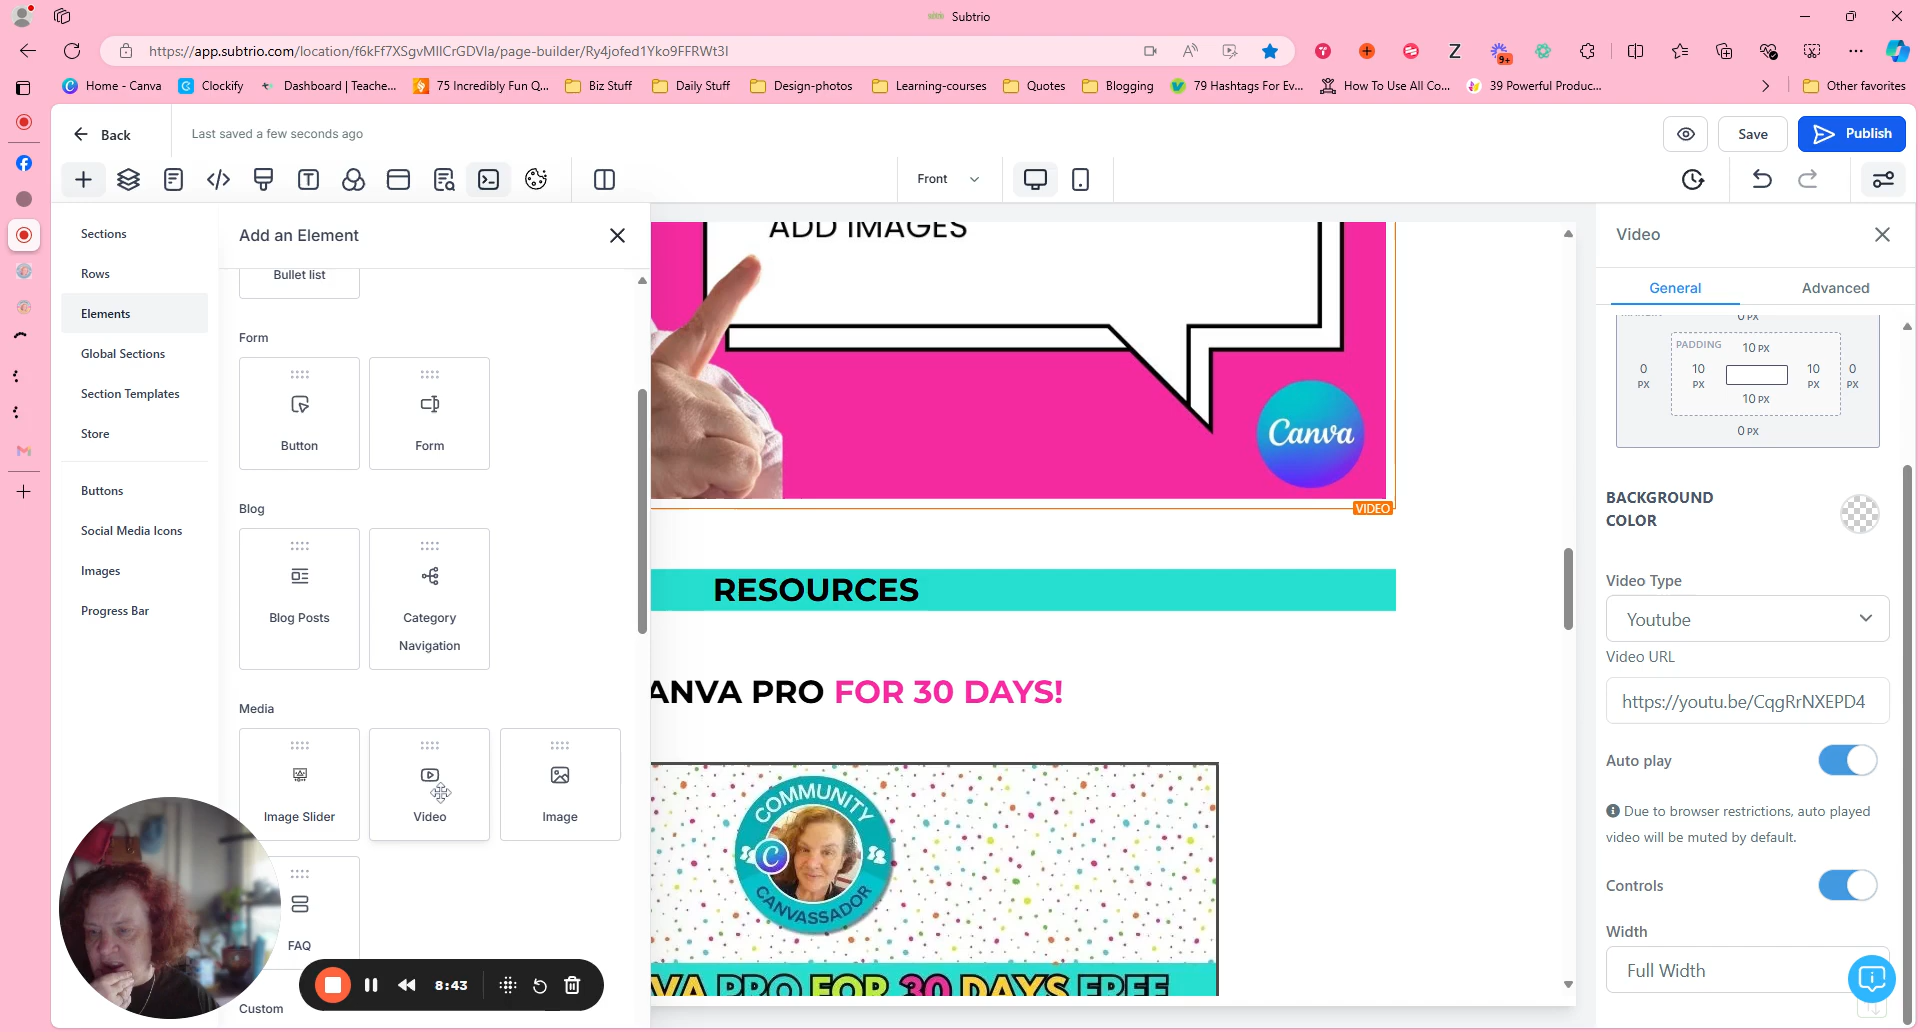 Subtrio
https://app.subtrio.com/location/f6kFf7XSgvMIlCrGDVla/page-builder/Ry4jofed1Yko9FFRWt3l
9+
Home - Canva
Clockify
Dashboard | Teache...
75 Incredibly Fun Q...
Biz Stuff
Daily Stuff
Design-photos
Learning-courses
Quotes
Blogging
79 Hashtags For Ev...
How To Use All Co...
39 Powerful Produc...
Other favorites
Back
Last saved a few seconds ago
Save
Publish
Front
Sections
Rows
Elements
Global Sections
Section Templates
Store
Buttons
Social Media Icons
Images
Progress Bar
Add an Element
Bullet list
Form
Button
Form
Blog
Blog Posts
Category
Navigation
Media
Image Slider
Video
Image
FAQ
Custom
8:43
ADD IMAGES
Canva
VIDEO
RESOURCES
ANVA PRO FOR 30 DAYS!
COMMUNITY
CANVASSADOR
VA PRO FOR 30 DAYS FREE
Video
General
Advanced
0 PX
PADDING
10 PX
0 PX
10 PX
10 PX
0 PX
10 PX
0 PX
BACKGROUND
COLOR
Video Type
Youtube
Video URL
https://youtu.be/CqgRrNXEPD4
Auto play
Due to browser restrictions, auto played
video will be muted by default.
Controls
Width
Full Width